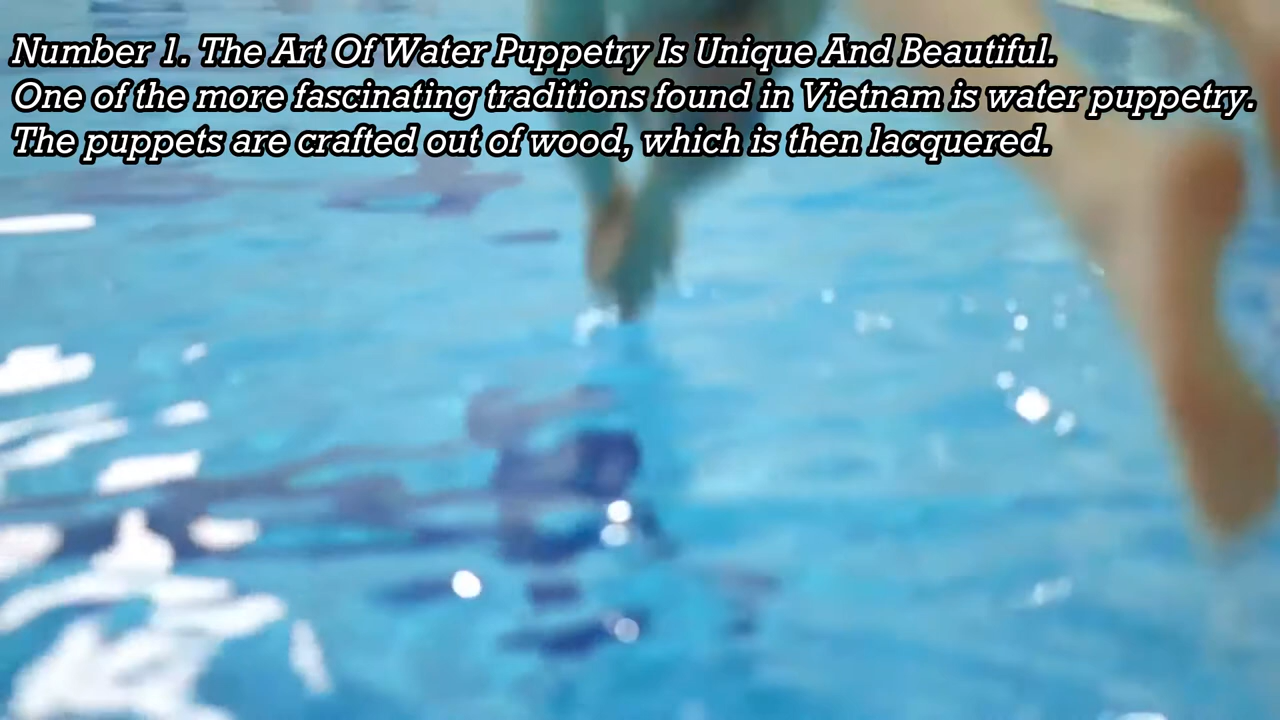 Number 1. The Art Of Water Puppetry Is Unique And Beautiful.
One of the more fascinating traditions found in Vietnam is water puppetry.
The puppets are crafted out of wood, which is then lacquered.